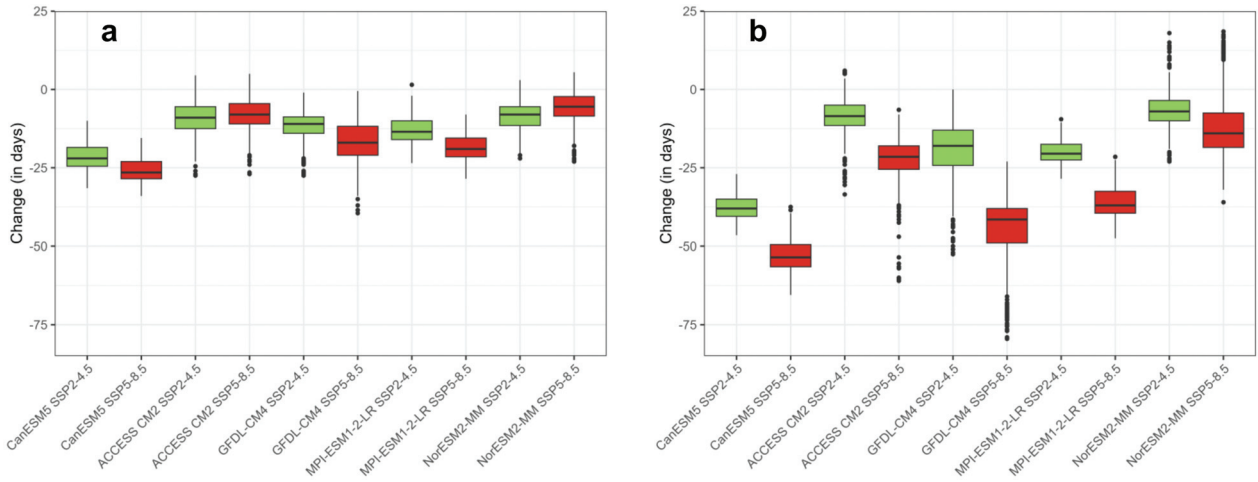 a
25
0
-25
-50
-75
Change (in days)
CanESM5 SSP2-4.5
CanESM5 SSP5-8.5
ACCESS CM2 SSP2-4.5
ACCESS CM2 SSP5-8.5
GFDL-CM4 SSP2-4.5
GFDL-CM4 SSP5-8.5
MPI-ESM1-2-LR SSP2-4.5
MPI-ESM1-2-LR SSP5-8.5
NorESM2-MM SSP2-4.5
NorESM2-MM SSP5-8.5
b
25
0
-25
-50
-75
Change (in days)
CanESM5 SSP2-4.5
CanESM5 SSP5-8.5
ACCESS CM2 SSP2-4.5
ACCESS CM2 SSP5-8.5
GFDL-CM4 SSP2-4.5
GFDL-CM4 SSP5-8.5
MPI-ESM1-2-LR SSP2-4.5
MPI-ESM1-2-LR SSP5-8.5
NorESM2-MM SSP2-4.5
NorESM2-MM SSP5-8.5